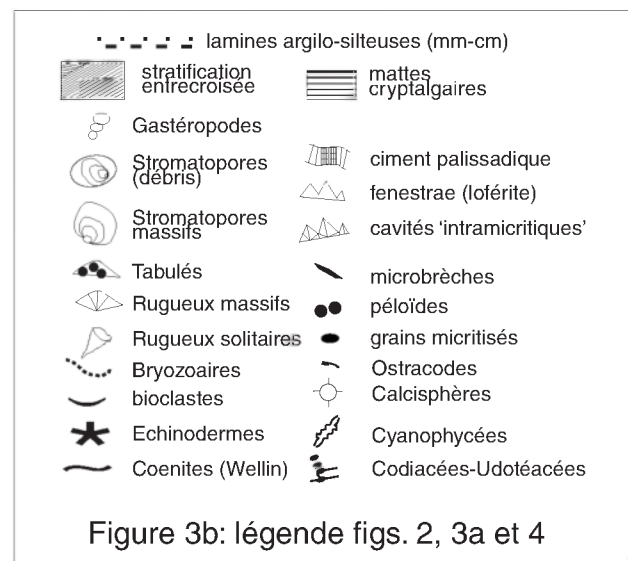 lamines argilo-silteuses (mm-cm)
stratification
entrecroisée
mattes
cryptalgaires
Gastéropodes
Stromatopores
(débris)
ciment palissadique
fenestrae (loférite)
Stromatopores
massifs
cavités ‘intramicritiques’
Tabulés
microbrèches
Rugueux massifs
péloïdes
Rugueux solitaires
grains micritisés
Bryozoaires
Ostracodes
bioclastes
Calcisphères
Echinodermes
Cyanophycées
Coenites (Wellin)
Codiacées-Udotéacées
Figure 3b: légende figs. 2, 3a et 4